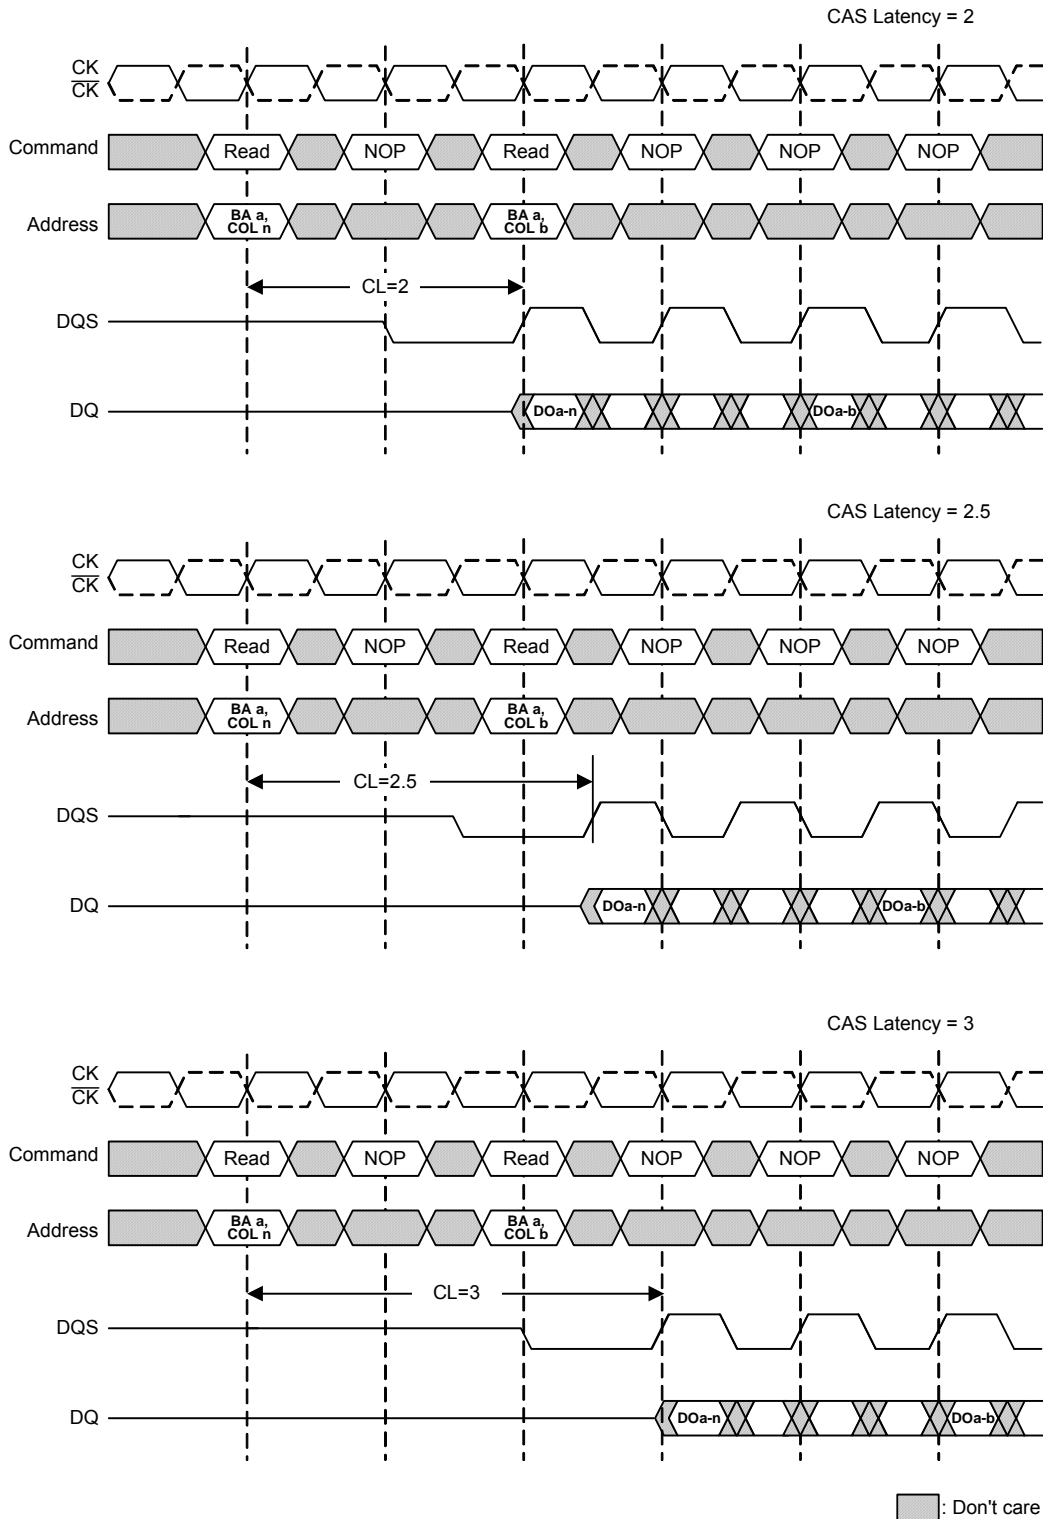 CAS Latency = 2
CK
CK
Command Read NOP Read NOP NOP NOP
Address BA a, COL n BA a, COL b
CL=2
DQS
DQ DOa-n DOa-b
CAS Latency = 2.5
CK
CK
Command Read NOP Read NOP NOP NOP
Address BA a, COL n BA a, COL b
CL=2.5
DQS
DQ DOa-n DOa-b
CAS Latency = 3
CK
CK
Command Read NOP Read NOP NOP NOP
Address BA a, COL n BA a, COL b
CL=3
DQS
DQ DOa-n DOa-b
: Don't care